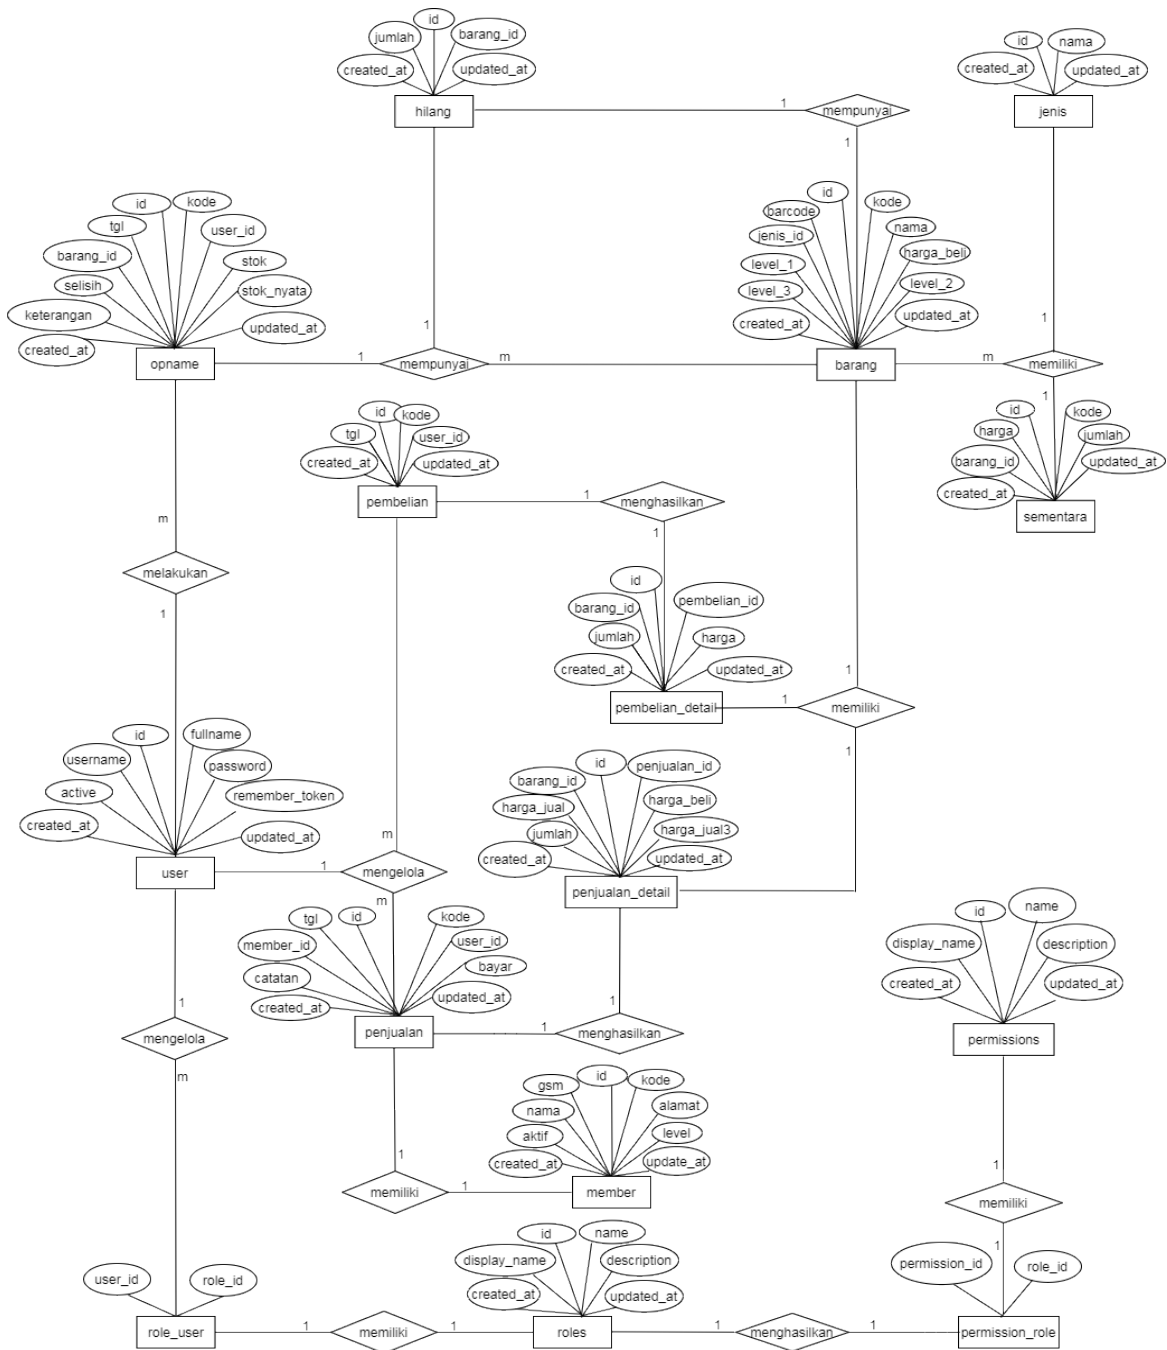 id
jumlah
barang_id
created_at
updated_at
hilang
1
mempunyai
1
1
id
nama
created_at
updated_at
jenis
1
id
kode
tgl
user_id
barang_id
stok
selisih
stok_nyata
keterangan
updated_at
created_at
opname
1
mempunyai
m
id
barcode
kode
jenis_id
nama
level_1
harga_beli
level_3
level_2
created_at
updated_at
barang
m
memiliki
1
id
kode
harga
jumlah
barang_id
updated_at
created_at
sementara
id
kode
tgl
user_id
created_at
updated_at
pembelian
1
menghasilkan
1
m
melakukan
1
id
barang_id
pembelian_id
jumlah
harga
created_at
updated_at
pembelian_detail
1
memiliki
1
1
id
fullname
username
password
active
remember_token
created_at
updated_at
user
1
mengelola
m
m
id
penjualan_id
barang_id
harga_beli
harga_jual
harga_jual3
jumlah
updated_at
created_at
penjualan_detail
1
tgl
id
kode
member_id
user_id
catatan
bayar
created_at
updated_at
penjualan
1
menghasilkan
1
mengelola
m
id
name
display_name
description
created_at
updated_at
permissions
1
memiliki
1
gsm
id
kode
nama
alamat
aktif
level
created_at
update_at
member
1
memiliki
1
user_id
role_id
role_user
1
memiliki
1
id
name
display_name
description
created_at
updated_at
roles
1
menghasilkan
1
permission_id
role_id
permission_role